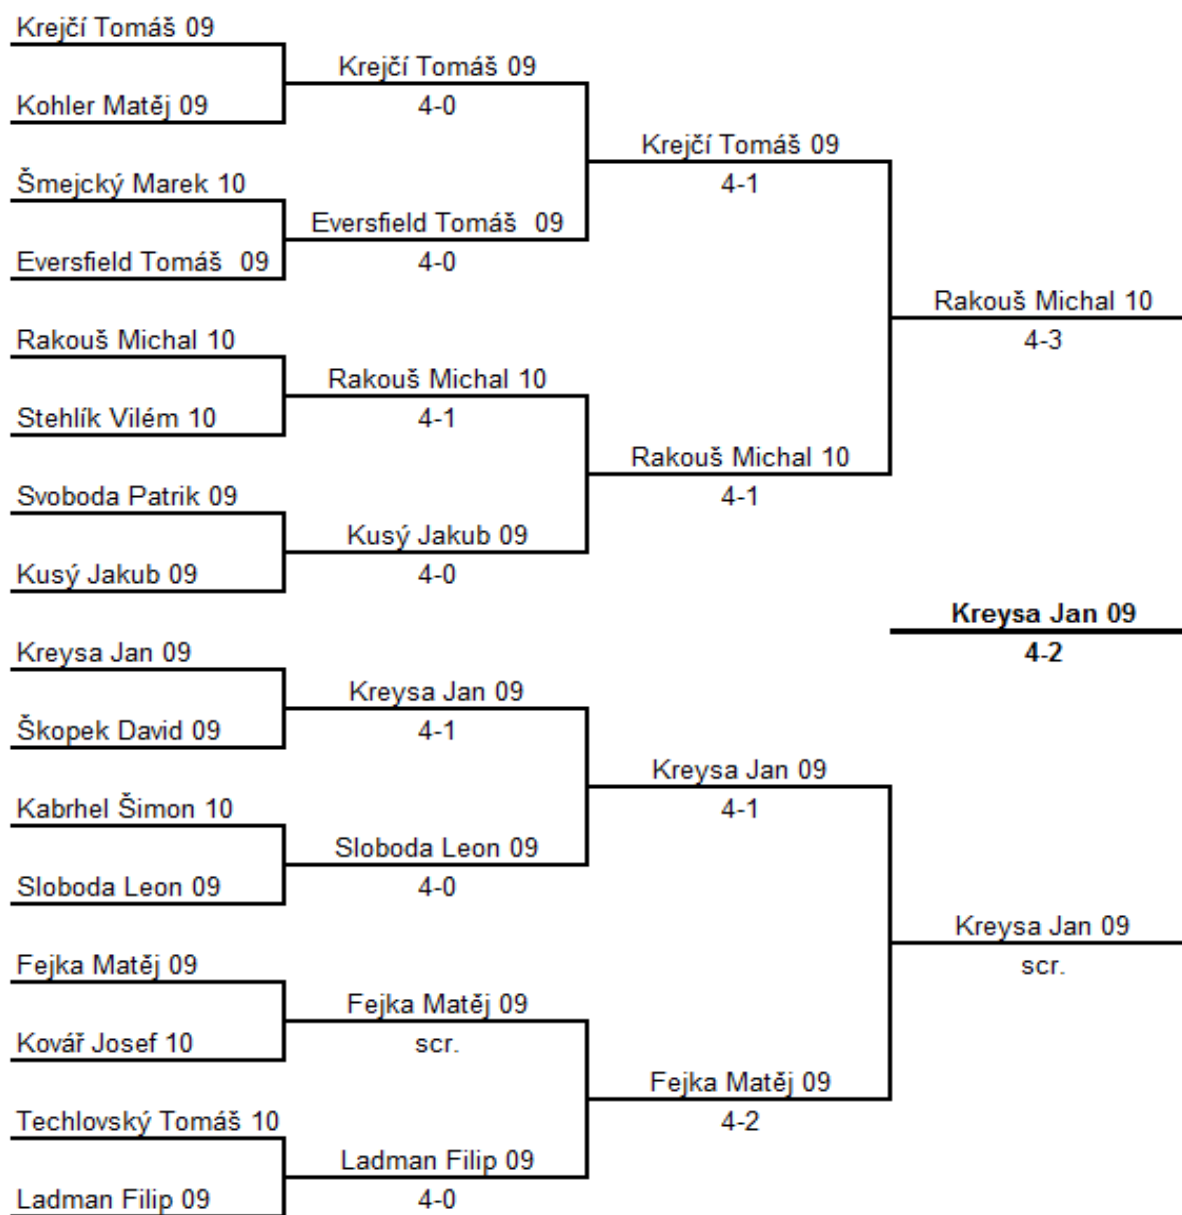 Krejčí Tomáš 09
Kohler Matěj 09
Šmejcký Marek 10
Eversfield Tomáš  09
Rakouš Michal 10
Stehlík Vilém 10
Svoboda Patrik 09
Kusý Jakub 09
Kreysa Jan 09
Škopek David 09
Kabrhel Šimon 10
Sloboda Leon 09
Fejka Matěj 09
Kovář Josef 10
Techlovský Tomáš 10
Ladman Filip 09
Krejčí Tomáš 09
4-0
Eversfield Tomáš  09
4-0
Rakouš Michal 10
4-1
Kusý Jakub 09
4-0
Kreysa Jan 09
4-1
Sloboda Leon 09
4-0
Fejka Matěj 09
scr.
Ladman Filip 09
4-0
Krejčí Tomáš 09
4-1
Rakouš Michal 10
4-1
Kreysa Jan 09
4-1
Fejka Matěj 09
4-2
Rakouš Michal 10
4-3
Kreysa Jan 09
4-2
Kreysa Jan 09
scr.